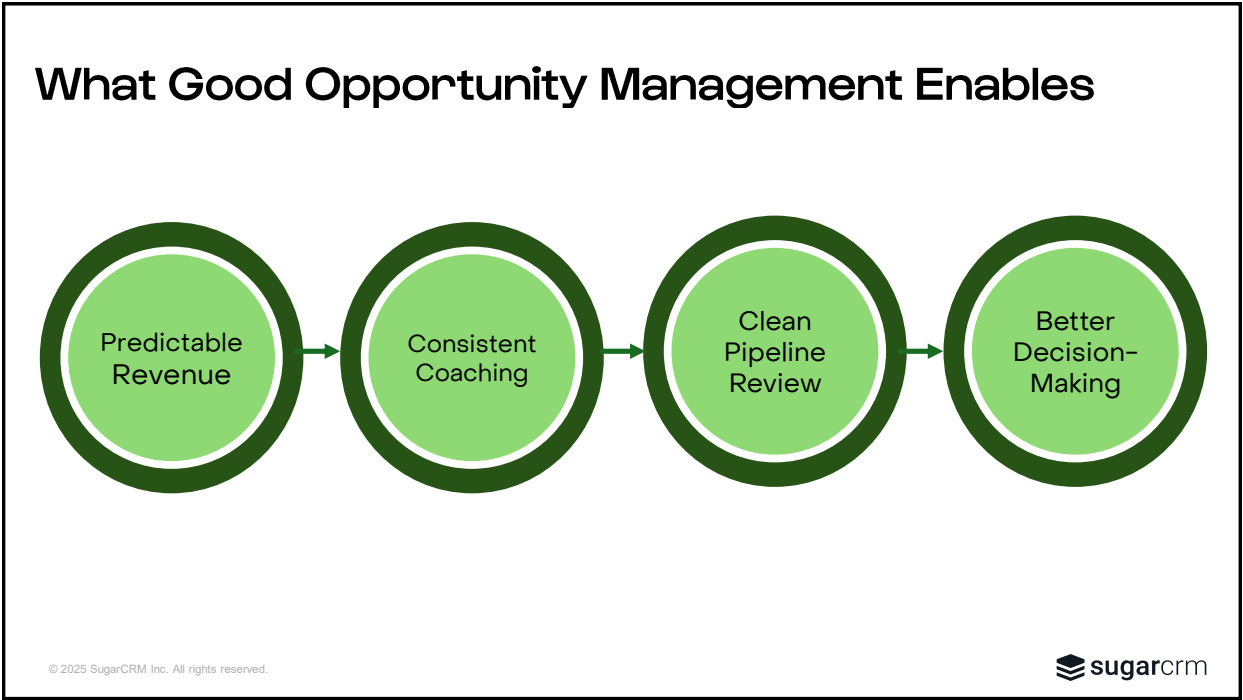 What Good Opportunity Management Enables
Predictable
Revenue
Consistent
Coaching
Clean
Pipeline
Review
Better
Decision-
Making
© 2025 SugarCRM Inc. All rights reserved.
sugarcrm